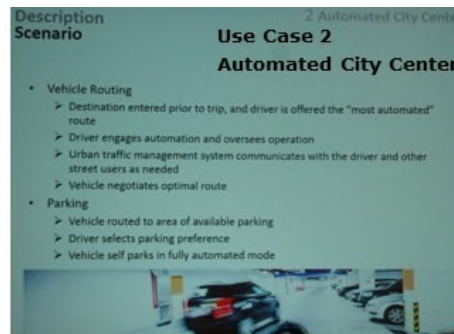 Description
2 Automated City Cente
Scenario
Use Case 2
Automated City Center
• Vehicle Routing
➢ Destination entered prior to trip, and driver is offered the "most automated"
route
➢ Driver engages automation and oversees operation
➢ Urban traffic management system communicates with the driver and other
street users as needed
➢ Vehicle negotiates optimal route
• Parking
➢ Vehicle routed to area of available parking
➢ Driver selects parking preference
➢ Vehicle self parks in fully automated mode